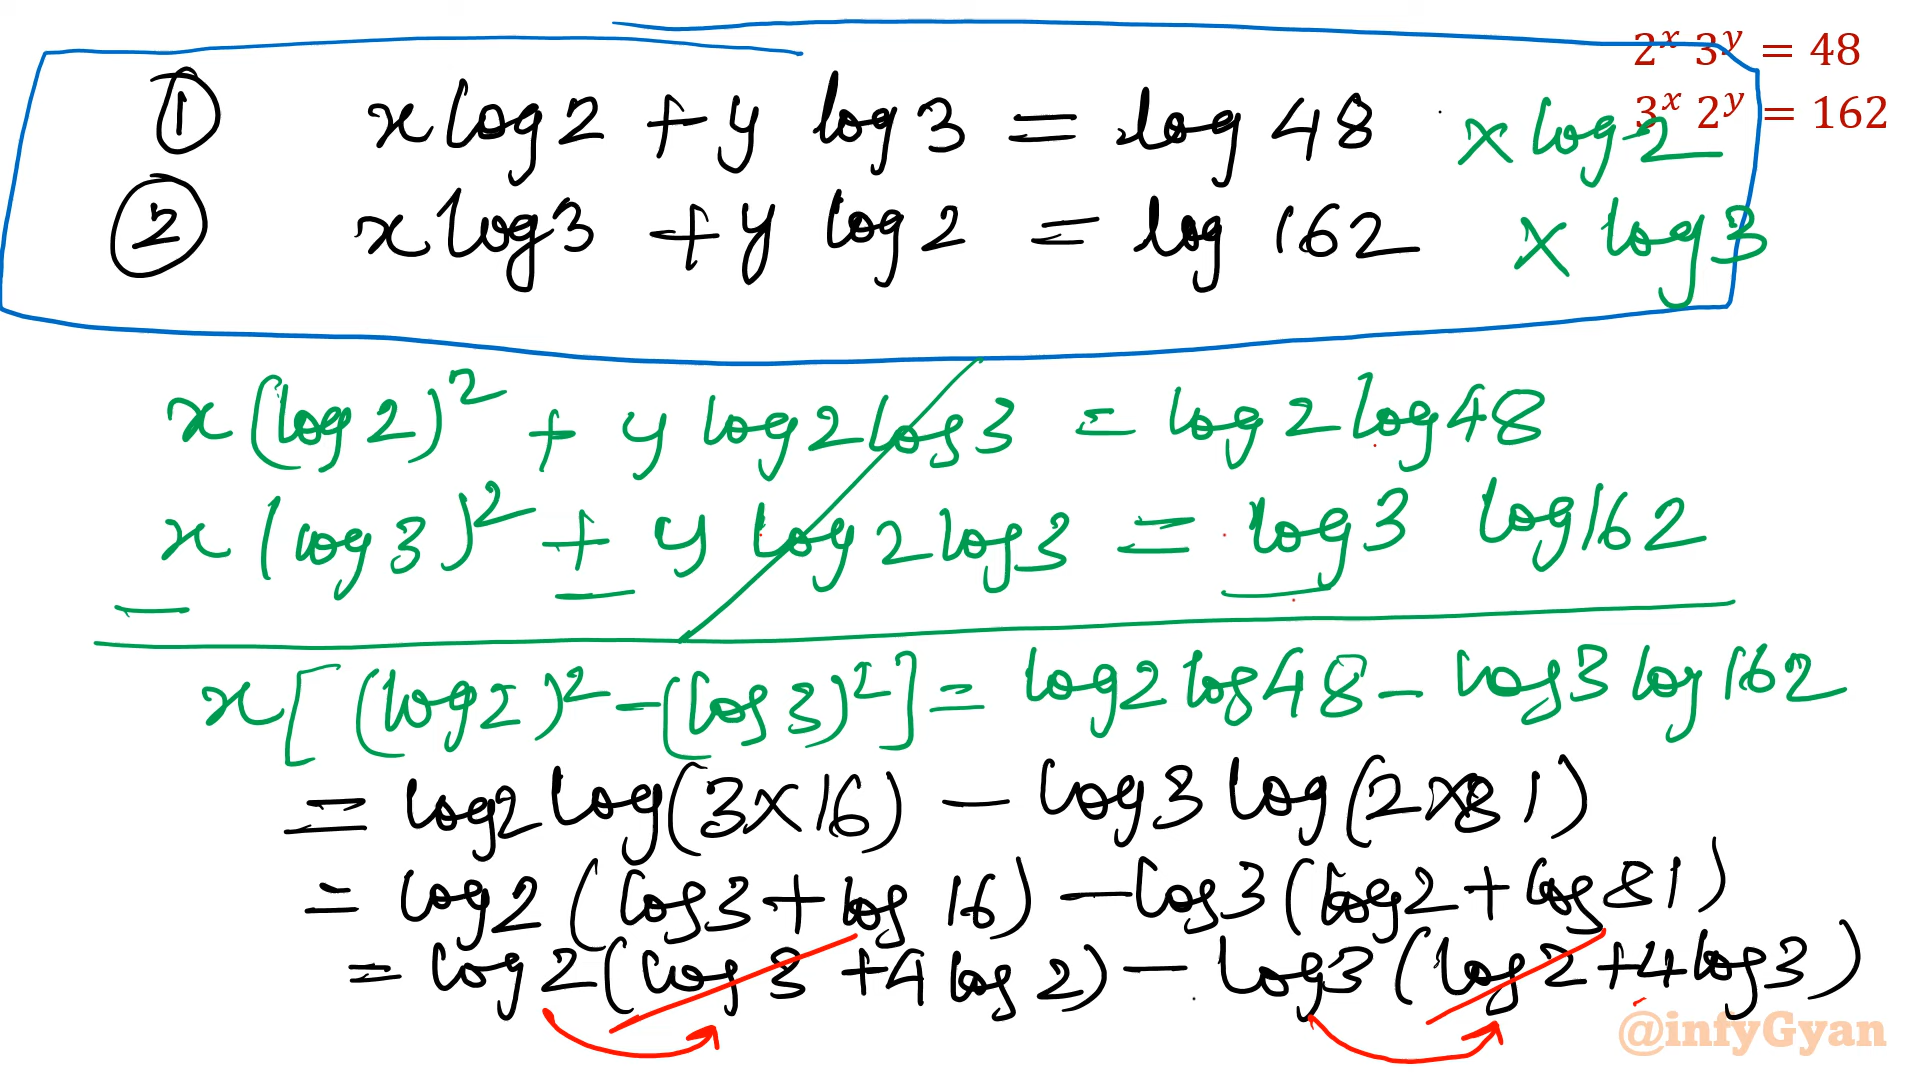 2ˣ 3ʸ = 48
3ˣ 2ʸ = 162
① x log 2 + y log 3 = log 48 × log 2
② x log 3 + y log 2 = log 162 × log 3
x (log 2)² + y log 2 log 3 = log 2 log 48
x (log 3)² + y log 2 log 3 = log 3 log 162
− − −
x [(log 2)² − (log 3)²] = log 2 log 48 − log 3 log 162
= log 2 log (3×16) − log 3 log (2×81)
= log 2 (log 3 + log 16) − log 3 (log 2 + log 81)
= log 2 (log 3 + 4 log 2) − log 3 (log 2 + 4 log 3)
@infyGyan